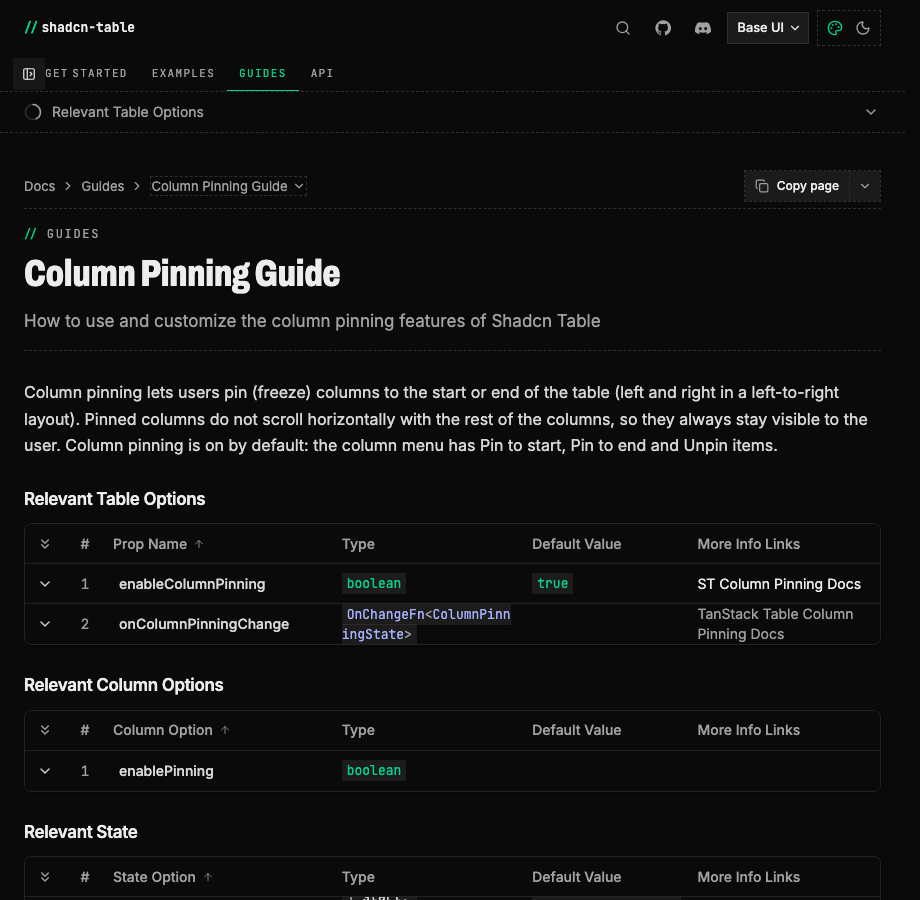 // shadcn-table
Base UI
GET STARTED EXAMPLES GUIDES API
Relevant Table Options
Docs > Guides > Column Pinning Guide
Copy page
// GUIDES
Column Pinning Guide
How to use and customize the column pinning features of Shadcn Table
Column pinning lets users pin (freeze) columns to the start or end of the table (left and right in a left-to-right
layout). Pinned columns do not scroll horizontally with the rest of the columns, so they always stay visible to the
user. Column pinning is on by default: the column menu has Pin to start, Pin to end and Unpin items.
Relevant Table Options
# Prop Name ↑ Type Default Value More Info Links
1 enableColumnPinning boolean true ST Column Pinning Docs
2 onColumnPinningChange OnChangeFn<ColumnPinn
ingState>
TanStack Table Column
Pinning Docs
Relevant Column Options
# Column Option ↑ Type Default Value More Info Links
1 enablePinning boolean
Relevant State
# State Option ↑ Type Default Value More Info Links